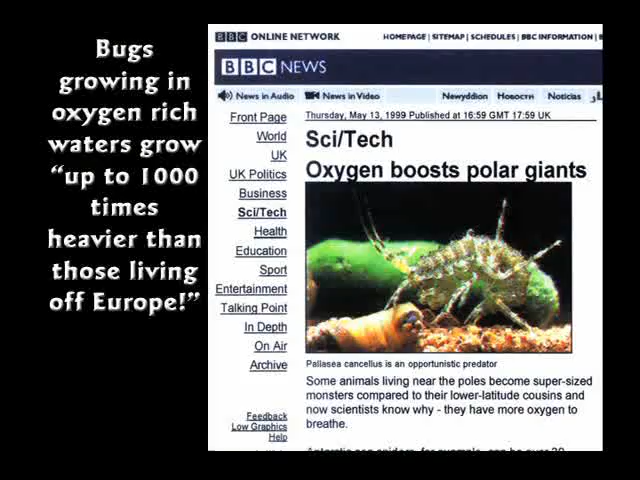 Bugs
growing in
oxygen rich
waters grow
“up to 1000
times
heavier than
those living
off Europe!”
BBC ONLINE NETWORK
HOMEPAGE | SITEMAP | SCHEDULES | BBC INFORMATION |
BBC NEWS
News in Audio News in Video Newyddion Новости Noticias
Front Page
World
UK
UK Politics
Business
Sci/Tech
Health
Education
Sport
Entertainment
Talking Point
In Depth
On Air
Archive
Feedback
Low Graphics
Help
Thursday, May 13, 1999 Published at 16:59 GMT 17:59 UK
Sci/Tech
Oxygen boosts polar giants
Pallasea cancellus is an opportunistic predator
Some animals living near the poles become super-sized
monsters compared to their lower-latitude cousins and
now scientists know why - they have more oxygen to
breathe.